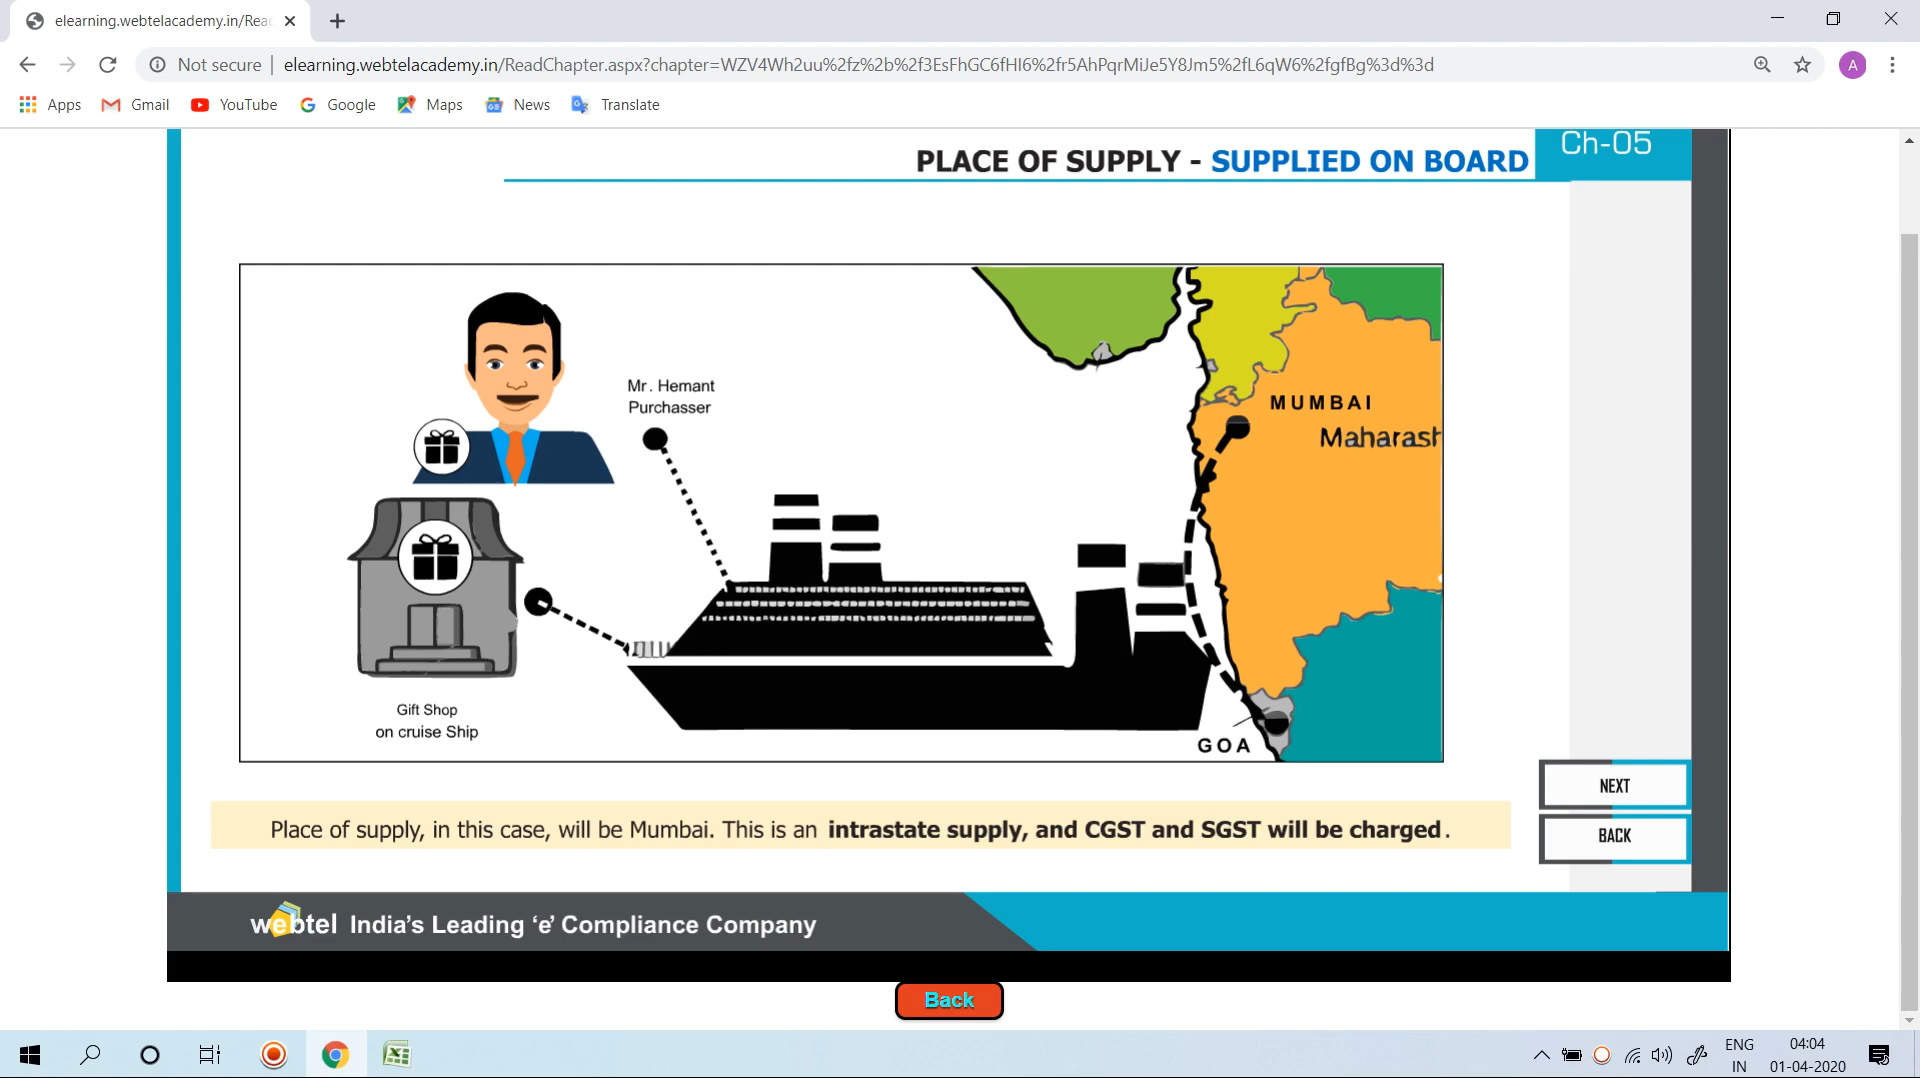 elearning.webtelacademy.in/Read
Not secure
elearning.webtelacademy.in/ReadChapter.aspx?chapter=WZV4Wh2uu%2fz%2b%2f3EsFhGC6fHI6%2fr5AhPqrMiJe5Y8Jm5%2fL6qW6%2fgfBg%3d%3d
A
Apps
Gmail
YouTube
Google
Maps
News
Translate
Ch-05
PLACE OF SUPPLY - SUPPLIED ON BOARD
Mr. Hemant
Purchasser
MUMBAI
Maharash
Gift Shop
on cruise Ship
GOA
Place of supply, in this case, will be Mumbai. This is an intrastate supply, and CGST and SGST will be charged.
NEXT
BACK
webtel India's Leading 'e' Compliance Company
Back
ENG
IN
04:04
01-04-2020